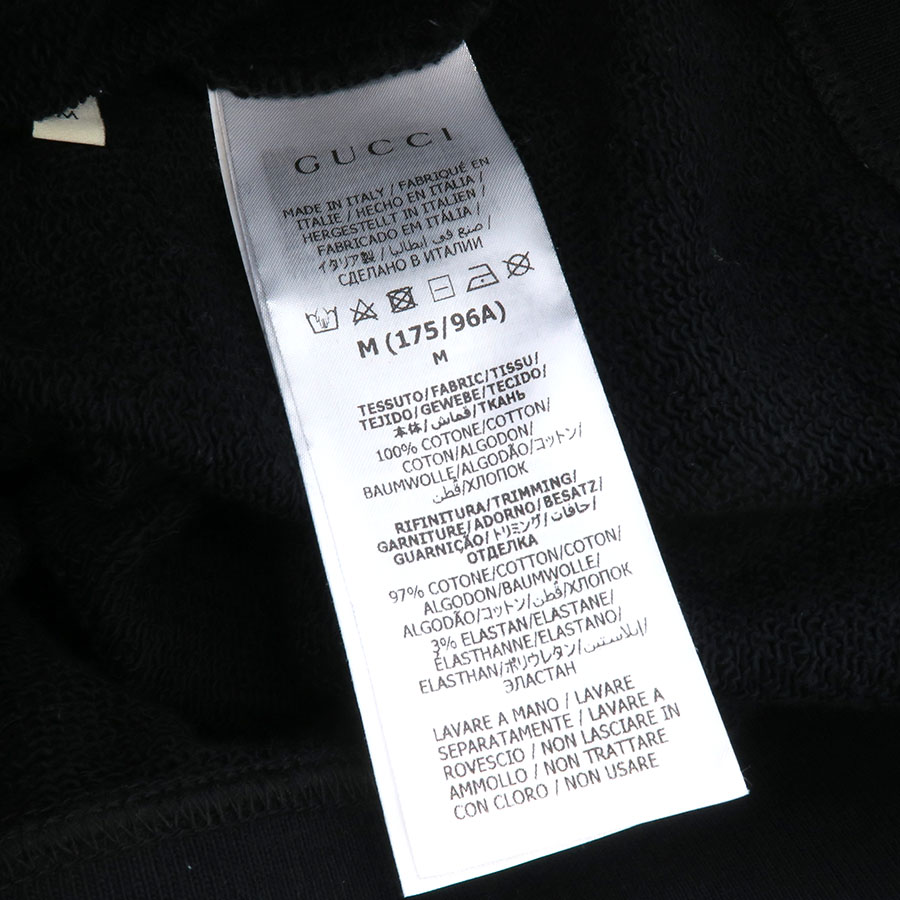 M
GUCCI
MADE IN ITALY / FABRIQUÉ EN
ITALIE / HECHO EN ITALIA /
HERGESTELLT IN ITALIEN /
FABRICADO EM ITÁLIA /
イタリア製 / صنع في ايطاليا /
СДЕЛАНО В ИТАЛИИ
M (175/96A)
M
TESSUTO/FABRIC/TISSU/
TEJIDO/GEWEBE/TECIDO/
本体/قماش/ТКАНЬ
100% COTONE/COTTON/
COTON/ALGODON/
BAUMWOLLE/ALGODÃO/コットン/
قُطن/ХЛОПОК
RIFINITURA/TRIMMING/
GARNITURE/ADORNO/BESATZ/
GUARNIÇÃO/トリミング/حافات/
ОТДЕЛКА
97% COTONE/COTTON/COTON/
ALGODON/BAUMWOLLE/
ALGODÃO/コットン/قُطن/ХЛОПОК
3% ELASTAN/ELASTANE/
ÉLASTHANNE/ELASTANO/
ELASTHAN/ポリウレタン/إيلاستين/
ЭЛАСТАН
LAVARE A MANO / LAVARE
SEPARATAMENTE / LAVARE A
ROVESCIO / NON LASCIARE IN
AMMOLLO / NON TRATTARE
CON CLORO / NON USARE